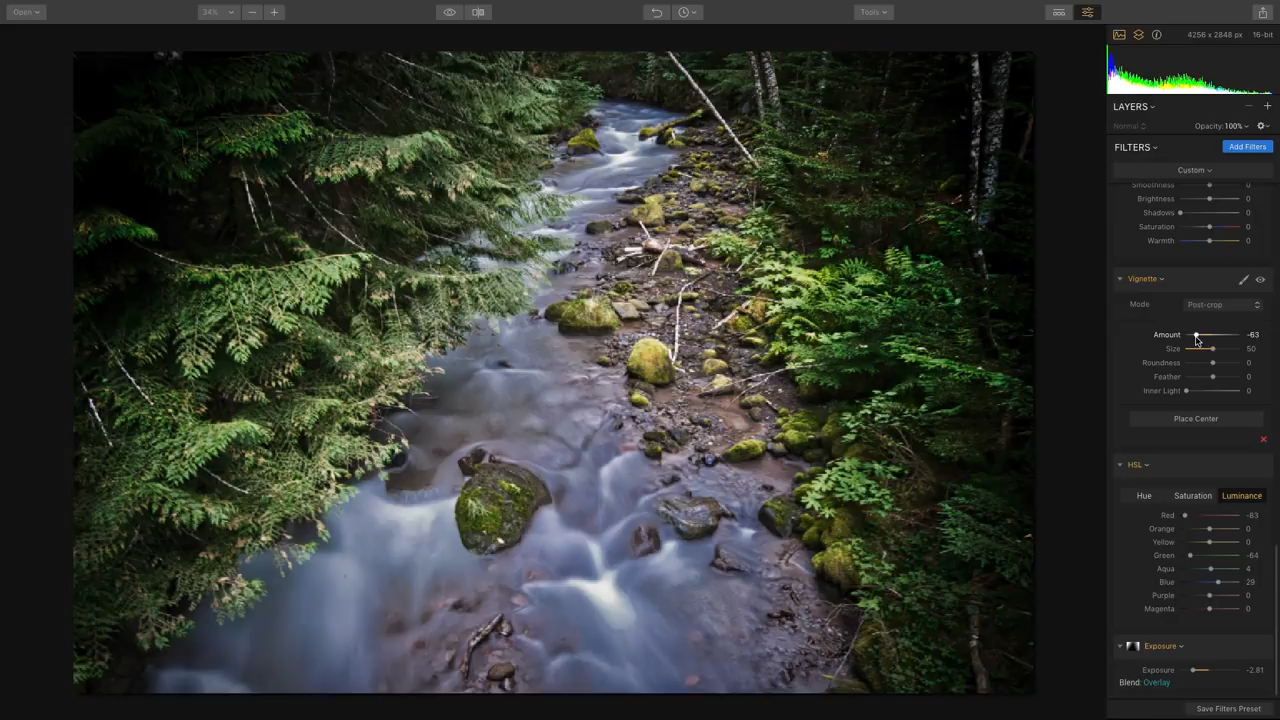 Open 34% Tools
4256 x 2848 px 16-bit
LAYERS
Normal Opacity: 100%
FILTERS Add Filters
Custom
Smoothness 0
Brightness 0
Shadows 0
Saturation 0
Warmth 0
Vignette
Mode Post-crop
Amount -63
Size 50
Roundness 0
Feather 0
Inner Light 0
Place Center
HSL
Hue Saturation Luminance
Red -83
Orange 0
Yellow 0
Green -64
Aqua 4
Blue 29
Purple 0
Magenta 0
Exposure
Exposure -2.81
Blend: Overlay
Save Filters Preset